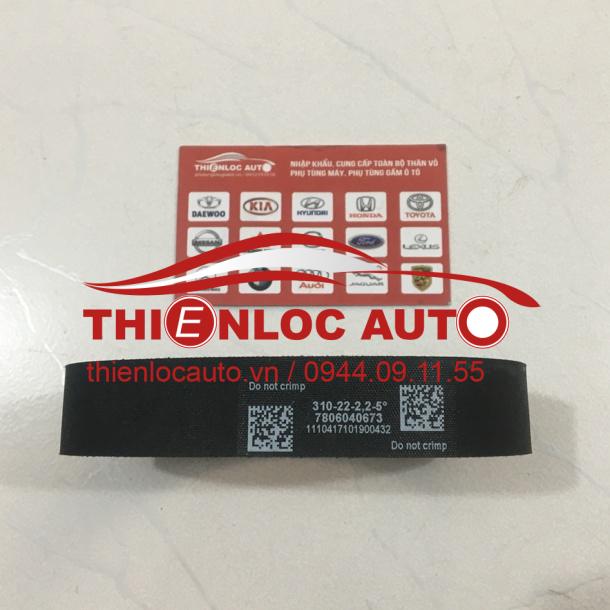 THIENLOC AUTO
NHẬP KHẨU, CUNG CẤP TOÀN BỘ THÂN VỎ
PHỤ TÙNG MÁY, PHỤ TÙNG GẦM Ô TÔ
DAEWOO KIA HYUNDAI HONDA TOYOTA
NISSAN Ford LEXUS
Audi JAGUAR
THIENLOC AUTO
thienlocauto.vn / 0944.09.11.55
Do not crimp
310-22-2,2-5°
7806040673
1110417101900432
Do not crimp